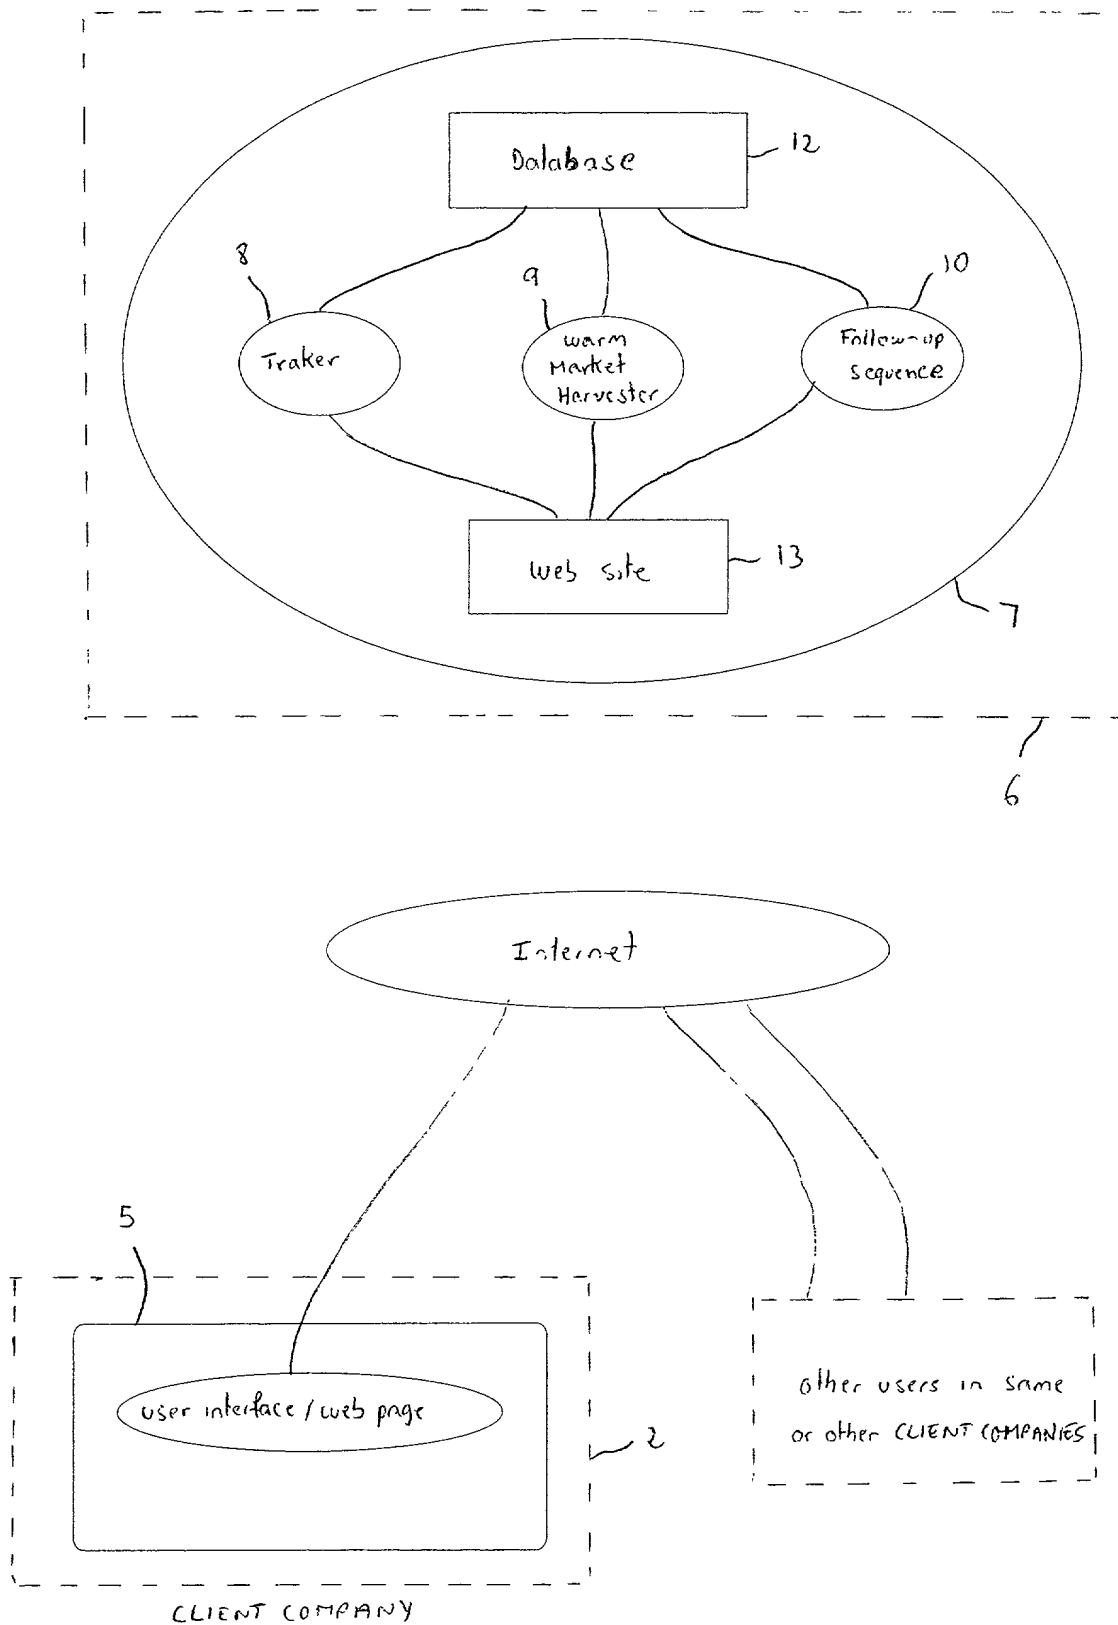 Database
12
8
9
10
Traker
Warm
Market
Harvester
Follow-up
sequence
web site
13
7
6
Internet
5
user interface / web page
2
other users in same
or other CLIENT COMPANIES
CLIENT COMPANY